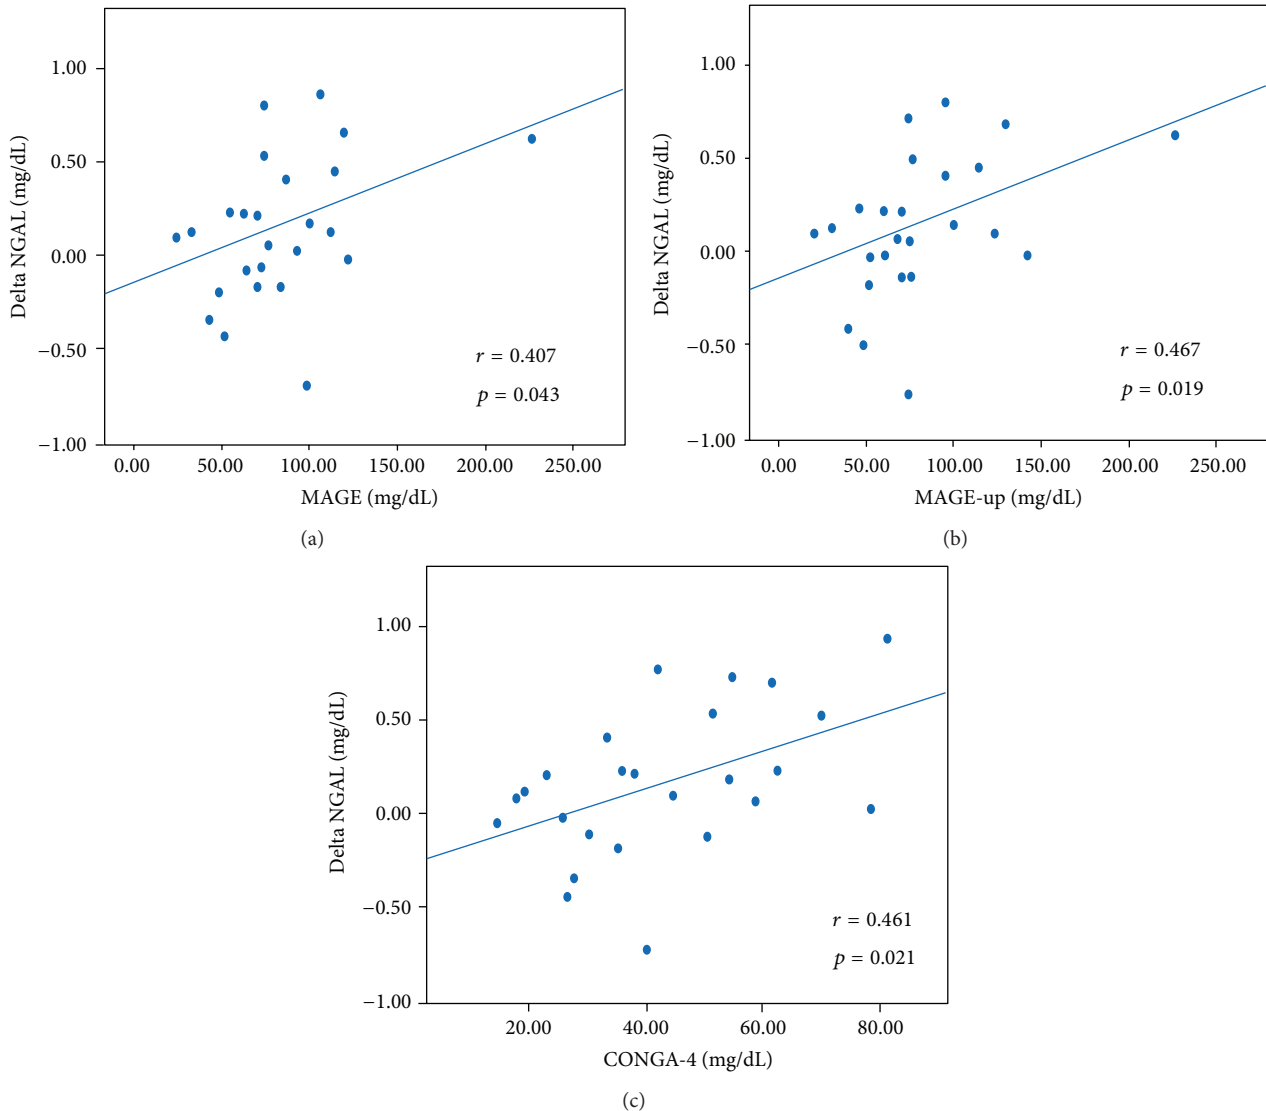 1.00
0.50
0.00
−0.50
−1.00
Delta NGAL (mg/dL)
r = 0.407
p = 0.043
0.00 50.00 100.00 150.00 200.00 250.00
MAGE (mg/dL)
(a)
1.00
0.50
0.00
−0.50
−1.00
Delta NGAL (mg/dL)
r = 0.467
p = 0.019
0.00 50.00 100.00 150.00 200.00 250.00
MAGE-up (mg/dL)
(b)
1.00
0.50
0.00
−0.50
−1.00
Delta NGAL (mg/dL)
r = 0.461
p = 0.021
20.00 40.00 60.00 80.00
CONGA-4 (mg/dL)
(c)